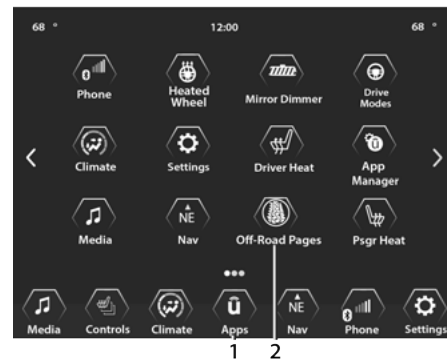 68 °
12:00
68 °
Phone
Heated
Wheel
Mirror Dimmer
Drive
Modes
Climate
Settings
Driver Heat
App
Manager
NE
Media
Nav
Off-Road Pages
Psgr Heat
û
NE
Media
Controls
Climate
Apps
Nav
Phone
Settings
1
2